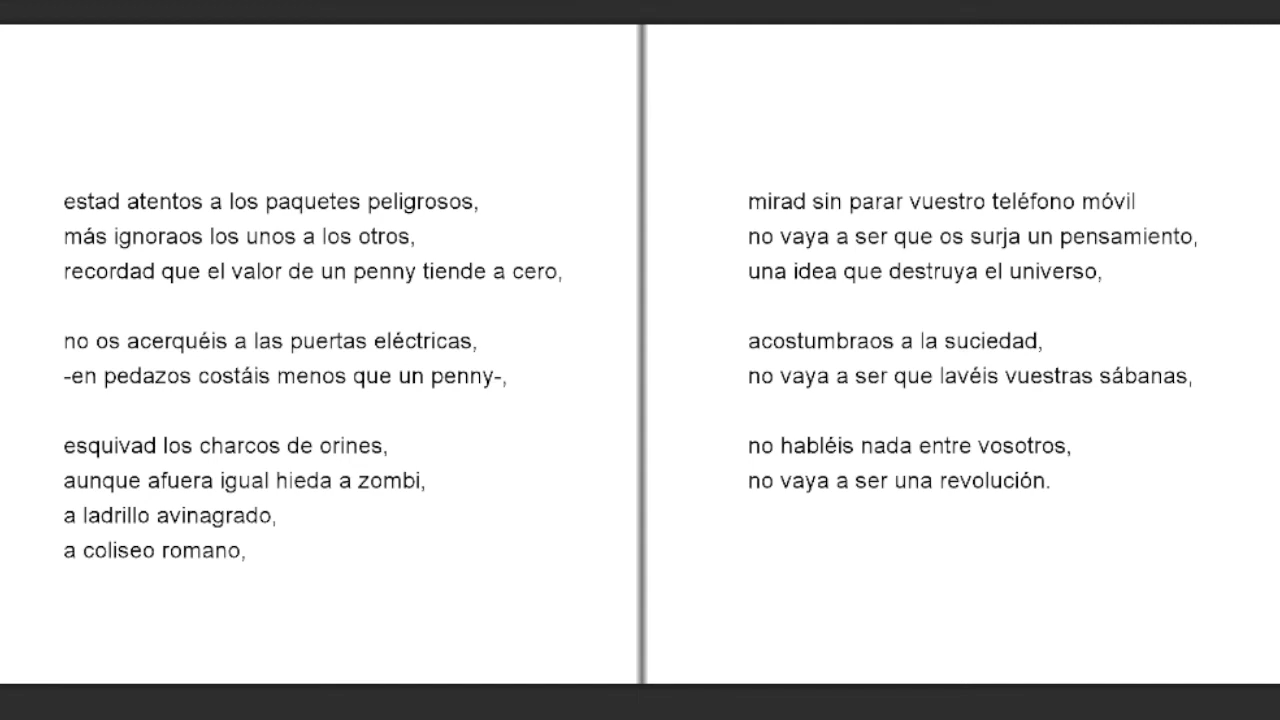 estad atentos a los paquetes peligrosos,
más ignoraos los unos a los otros,
recordad que el valor de un penny tiende a cero,
no os acerquéis a las puertas eléctricas,
-en pedazos costáis menos que un penny-,
esquivad los charcos de orines,
aunque afuera igual hieda a zombi,
a ladrillo avinagrado,
a coliseo romano,
mirad sin parar vuestro teléfono móvil
no vaya a ser que os surja un pensamiento,
una idea que destruya el universo,
acostumbraos a la suciedad,
no vaya a ser que lavéis vuestras sábanas,
no habléis nada entre vosotros,
no vaya a ser una revolución.